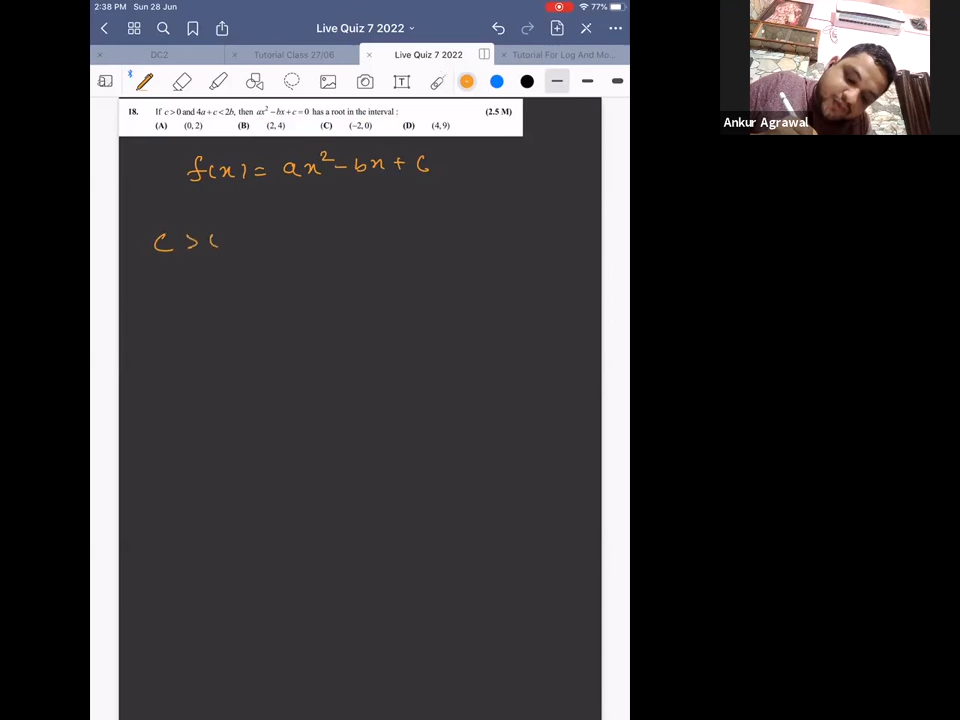 2:38 PM Sun 28 Jun
77%
Live Quiz 7 2022
DC2
Tutorial Class 27/06
Live Quiz 7 2022
Tutorial For Log And Mo...
18. If c > 0 and 4a + c < 2b, then ax² − bx + c = 0 has a root in the interval : (2.5 M)
(A) (0, 2) (B) (2, 4) (C) (−2, 0) (D) (4, 9)
f(x) = ax² − bx + c
c >
Ankur Agrawal